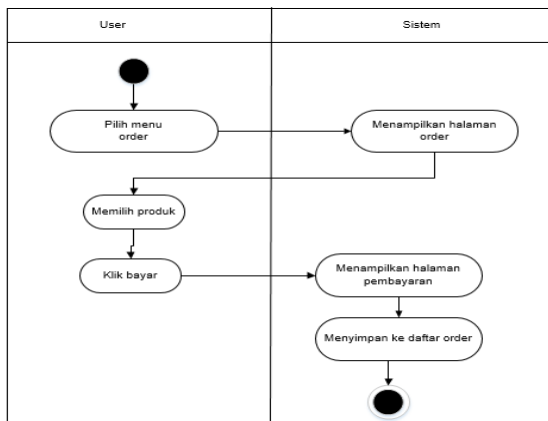 User
Sistem
Pilih menu
order
Menampilkan halaman
order
Memilih produk
Klik bayar
Menampilkan halaman
pembayaran
Menyimpan ke daftar order